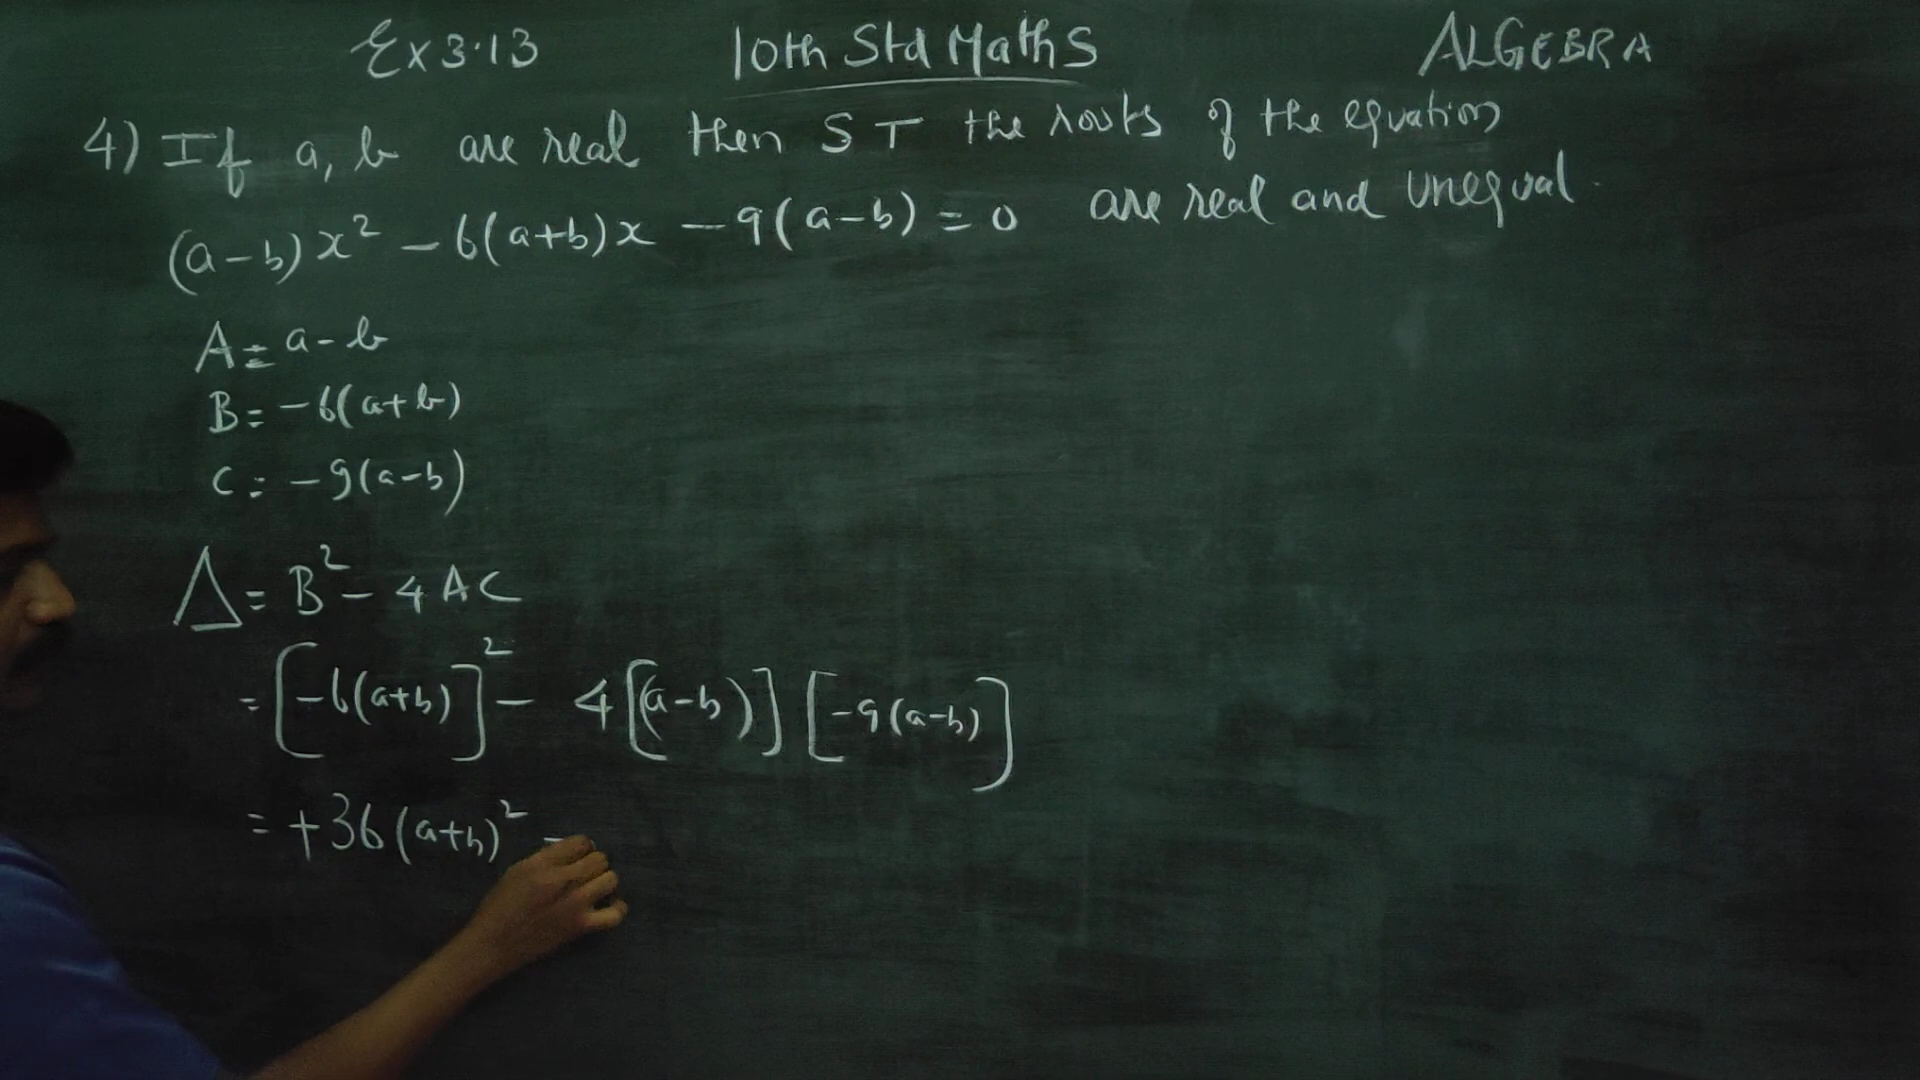 Ex 3.13 10th Std Maths ALGEBRA
4) If a, b are real then S T the roots of the equation
(a-b)x² - 6(a+b)x - 9(a-b) = 0 are real and unequal.
A = a-b
B = -6(a+b)
C = -9(a-b)
Δ = B² - 4AC
= [-6(a+b)]² - 4[(a-b)] [-9(a-b)]
= +36(a+b)² -